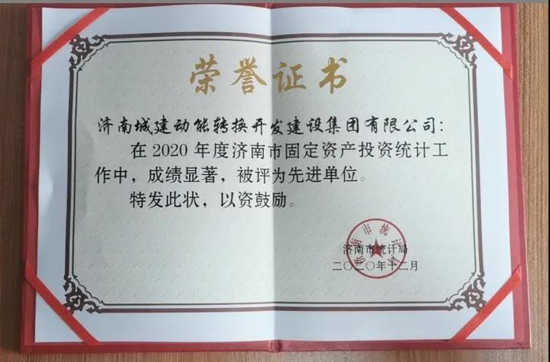 荣誉证书
济南城建动能转换开发建设集团有限公司：
在2020年度济南市固定资产投资统计工
作中，成绩显著，被评为先进单位。
特发此状，以资鼓励。
济南市统计局
二〇二〇年十二月